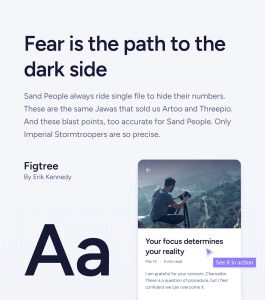 Fear is the path to the
dark side
Sand People always ride single file to hide their numbers.
These are the same Jawas that sold us Artoo and Threepio.
And these blast points, too accurate for Sand People. Only
Imperial Stormtroopers are so precise.
Figtree
By Erik Kennedy
Aa
Your focus determines
your reality
Mar 15 · 4 min read
See it in action
I am grateful for your concern, Chancellor.
There is a question of procedure, but I feel
confident we can overcome it.